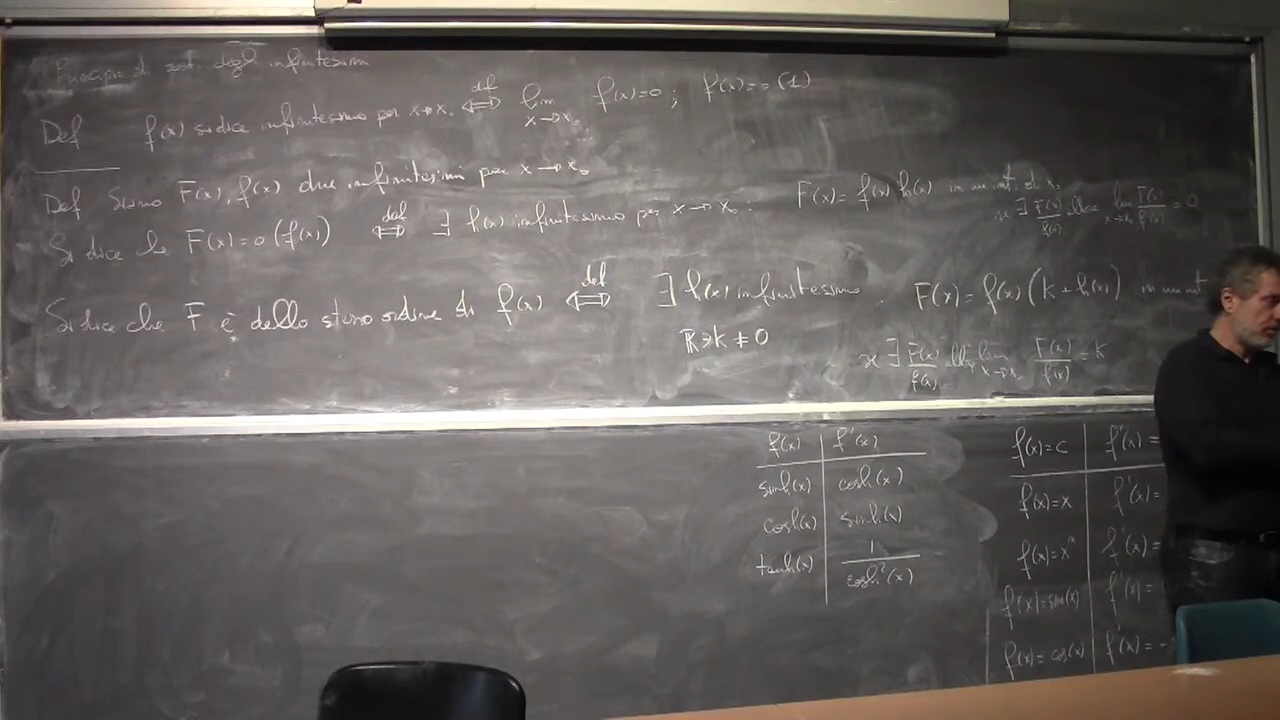 Principio di sost. degli infinitesimi
Def f(x) si dice infinitesimo per x→x₀ ⇔ def lim x→x₀ f(x)=0; f(x)=o(1)
Def Siano F(x), f(x) due infinitesimi per x→x₀
Si dice che F(x)=o(f(x)) ⇔ def ∃ h(x) infinitesimo per x→x₀: F(x)=f(x)h(x) in un int. di x₀
se ∃ F(x)/f(x) allora lim x→x₀ F(x)/f(x) = 0
Si dice che F è dello stesso ordine di f(x) ⇔ def ∃ h(x) infinitesimo F(x)=f(x)(k+h(x)) in un int
ℝ∋k≠0
se ∃ F(x)/f(x) lim x→x₀ F(x)/f(x) = k
f(x) f'(x)
sinh(x) cosh(x)
cosh(x) sinh(x)
tanh(x) 1/cosh²(x)
f(x)=c f'(x)=
f(x)=x f'(x)=
f(x)=xⁿ f'(x)=
f(x)=sin(x) f'(x)=
f(x)=cos(x) f'(x)=-